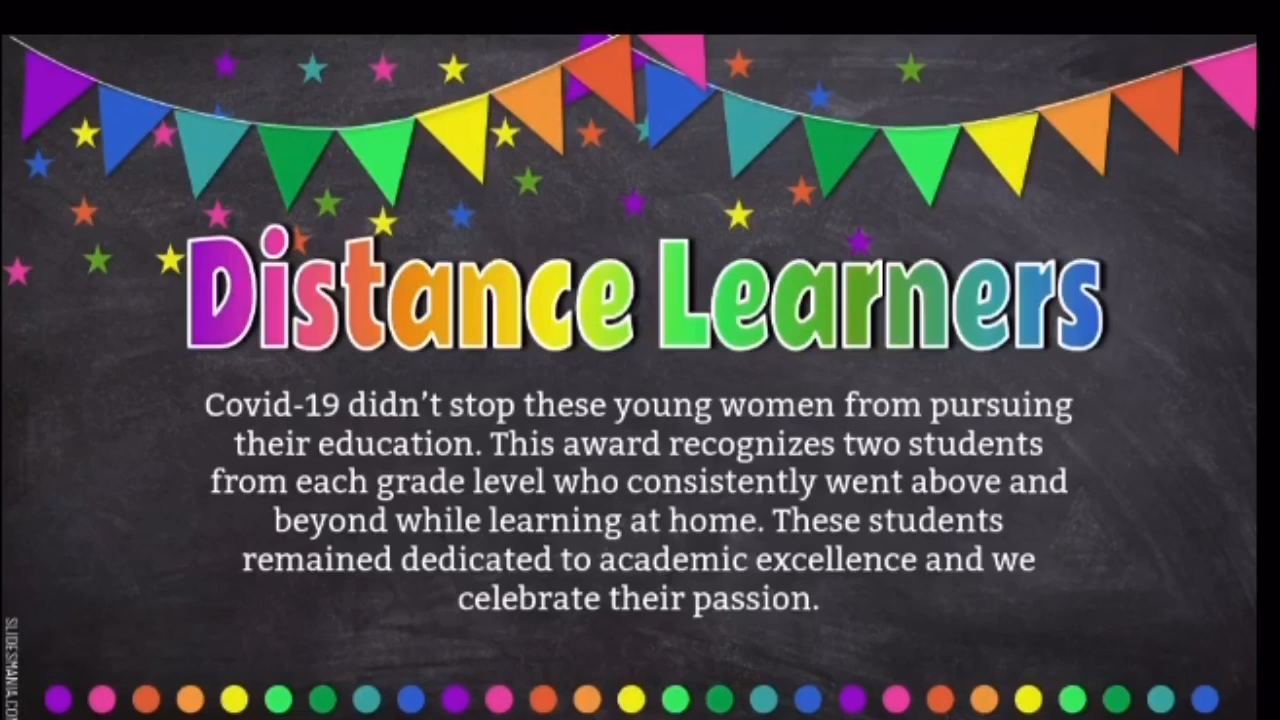 Distance Learners
Covid-19 didn’t stop these young women from pursuing
their education. This award recognizes two students
from each grade level who consistently went above and
beyond while learning at home. These students
remained dedicated to academic excellence and we
celebrate their passion.
SLIDESMANIA.COM